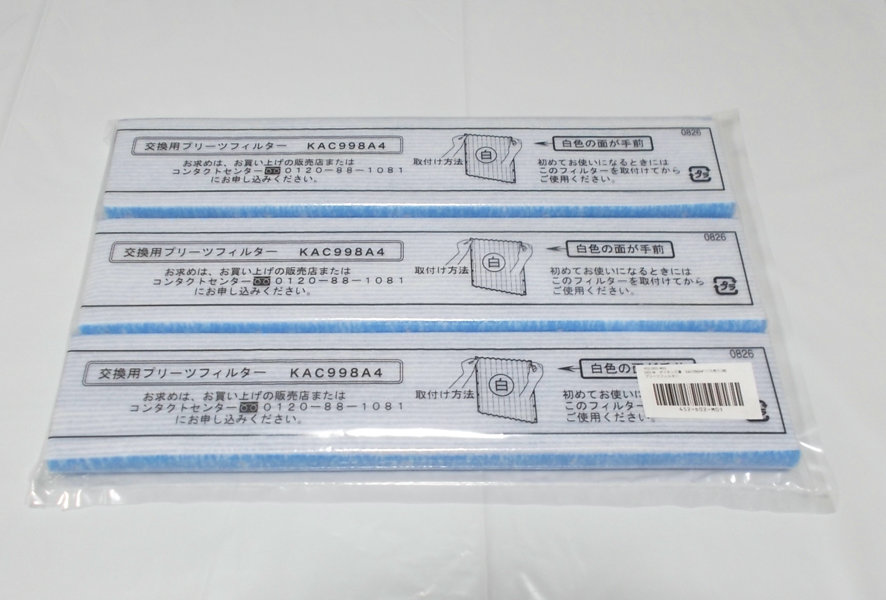 0826
交換用プリーツフィルター KAC998A4
お求めは、お買い上げの販売店または
コンタクトセンター 0120-88-1081
にお申し込みください。
取付け方法
白
白色の面が手前
初めてお使いになるときには
このフィルターを取付けてから
ご使用ください。
0826
交換用プリーツフィルター KAC998A4
お求めは、お買い上げの販売店または
コンタクトセンター 0120-88-1081
にお申し込みください。
取付け方法
白
白色の面が手前
初めてお使いになるときには
このフィルターを取付けてから
ご使用ください。
0826
交換用プリーツフィルター KAC998A4
お求めは、お買い上げの販売店または
コンタクトセンター 0120-88-1081
にお申し込みください。
取付け方法
白
白色の面が
初めてお使いに
このフィルター
ご使用くださ